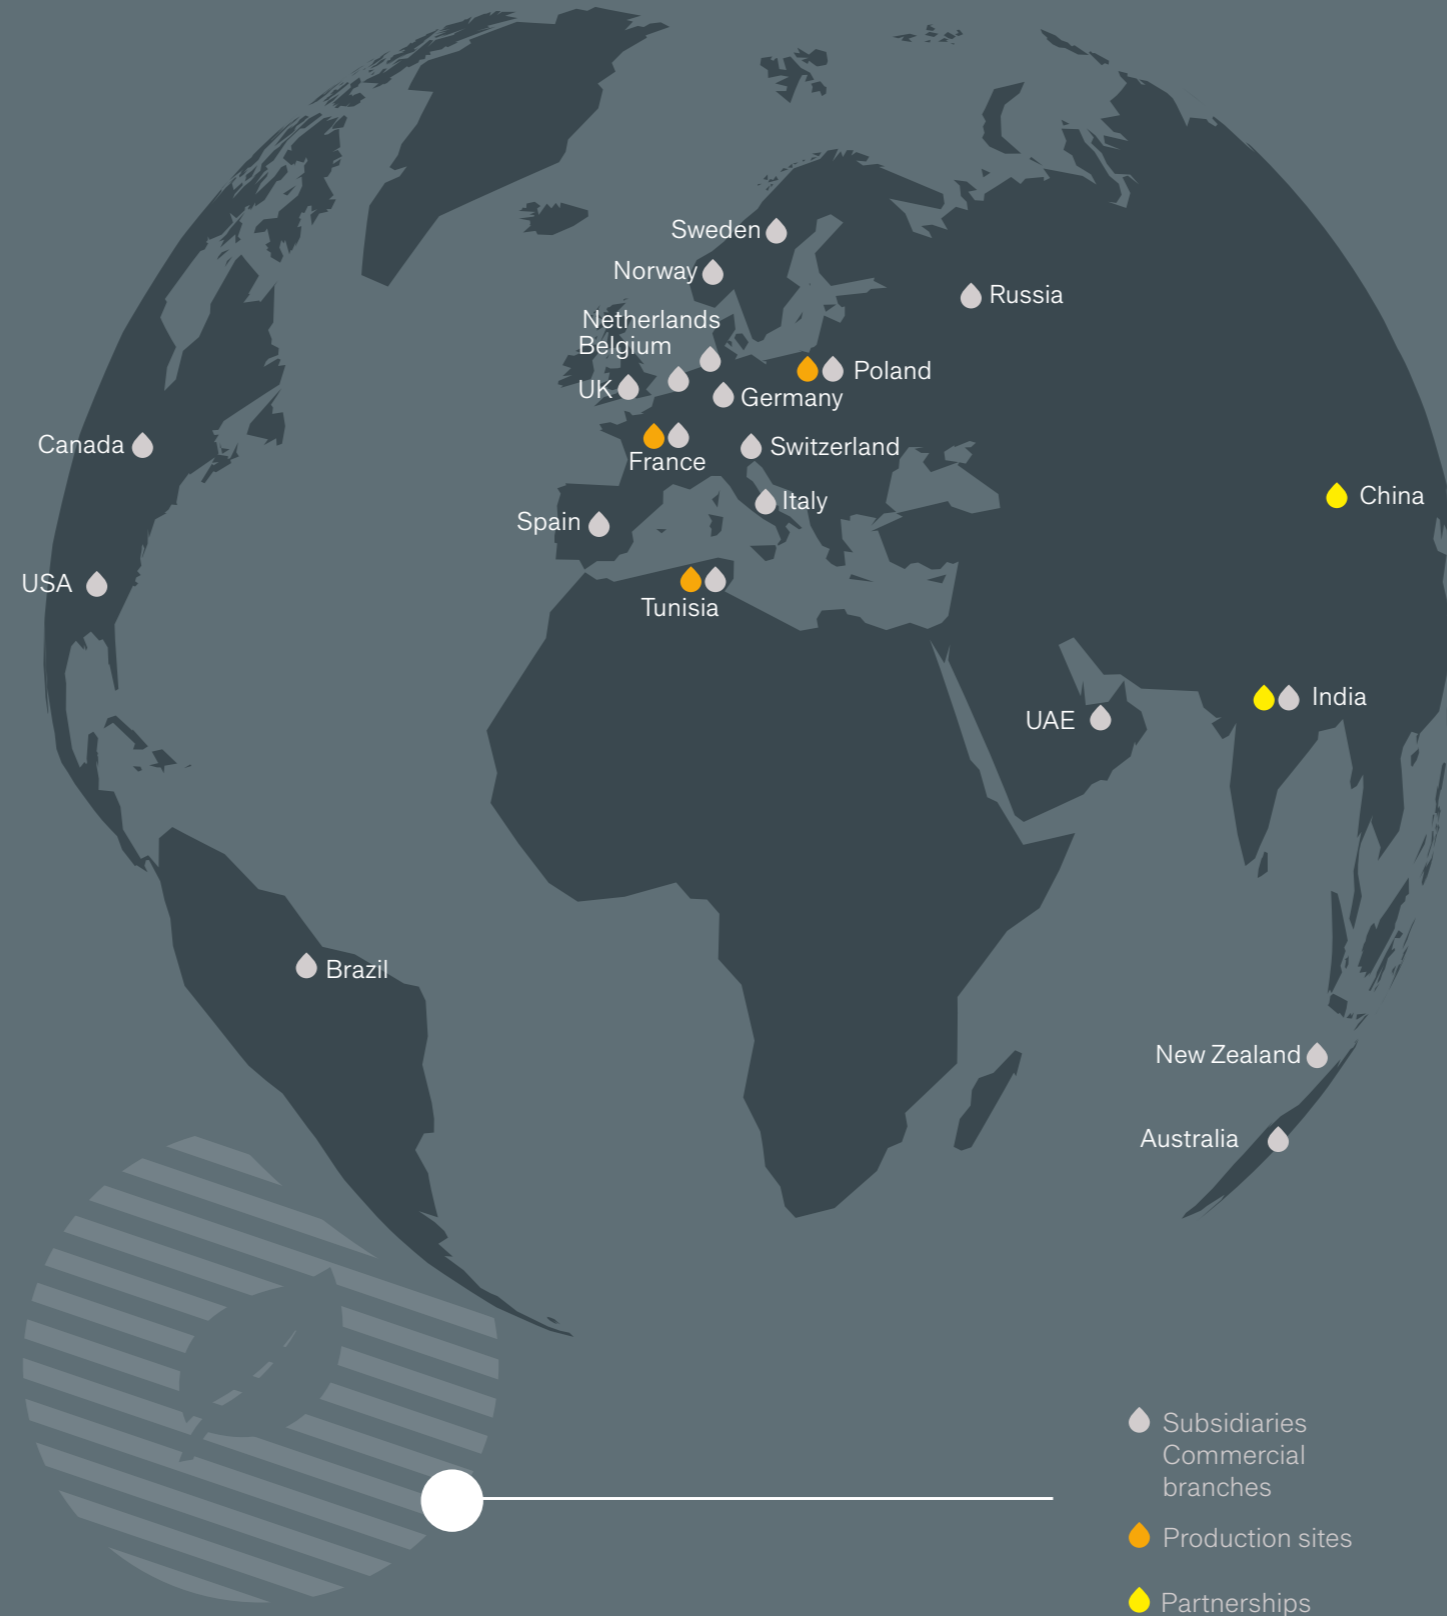 Sweden
Norway
Russia
Netherlands
Belgium
Poland
UK
Germany
Canada
Switzerland
France
China
Italy
Spain
USA
Tunisia
India
UAE
Brazil
New Zealand
Australia
Subsidiaries
Commercial
branches
Production sites
Partnerships